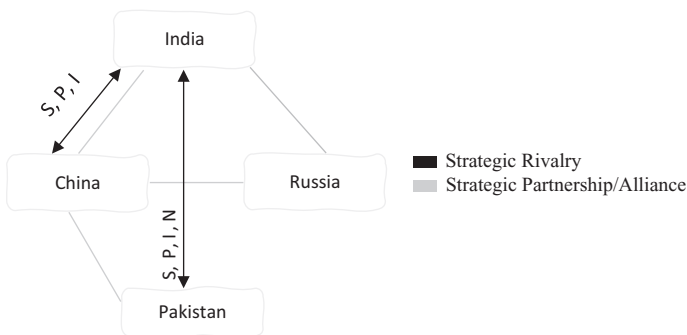 India
S, P, I
China
Russia
Strategic Rivalry
Strategic Partnership/Alliance
S, P, I, N
Pakistan